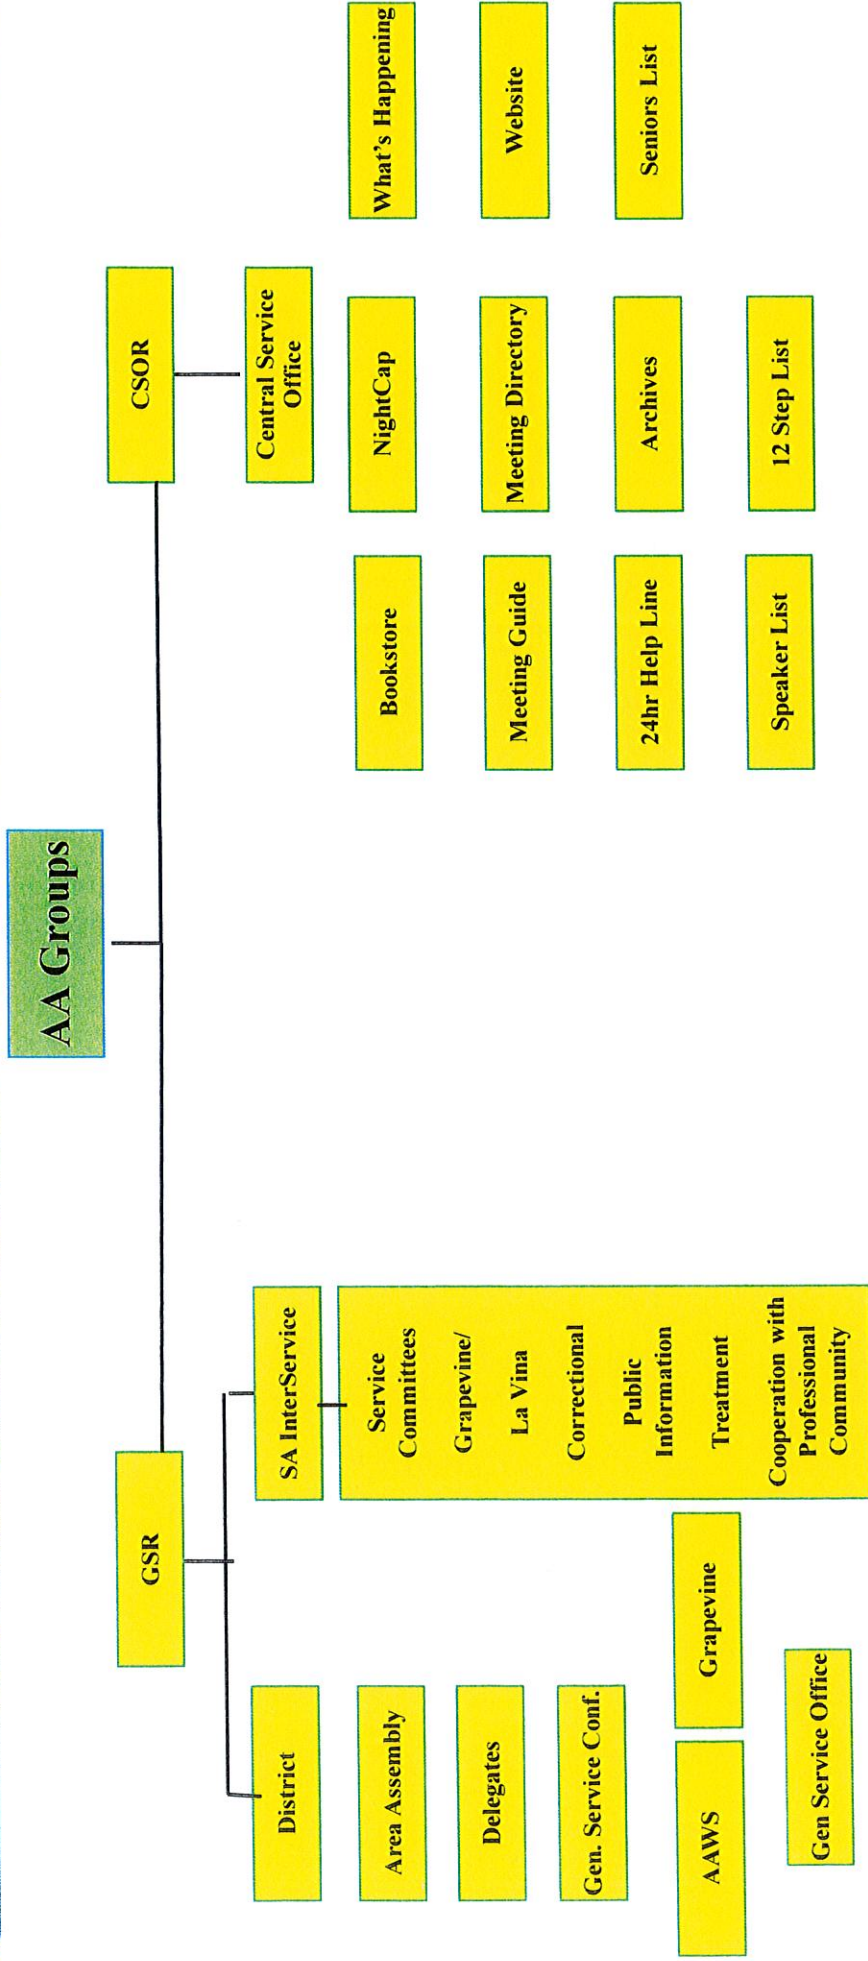 AA Groups
GSR
CSOR
District
SA InterService
Central Service
Office
Area Assembly
Delegates
Gen. Service Conf.
AAWS
Grapevine
Gen Service Office
Service
Committees
Grapevine/
La Vina
Correctional
Public
Information
Treatment
Cooperation with
Professional
Community
Bookstore
NightCap
What's Happening
Meeting Guide
Meeting Directory
Website
24hr Help Line
Archives
Seniors List
Speaker List
12 Step List